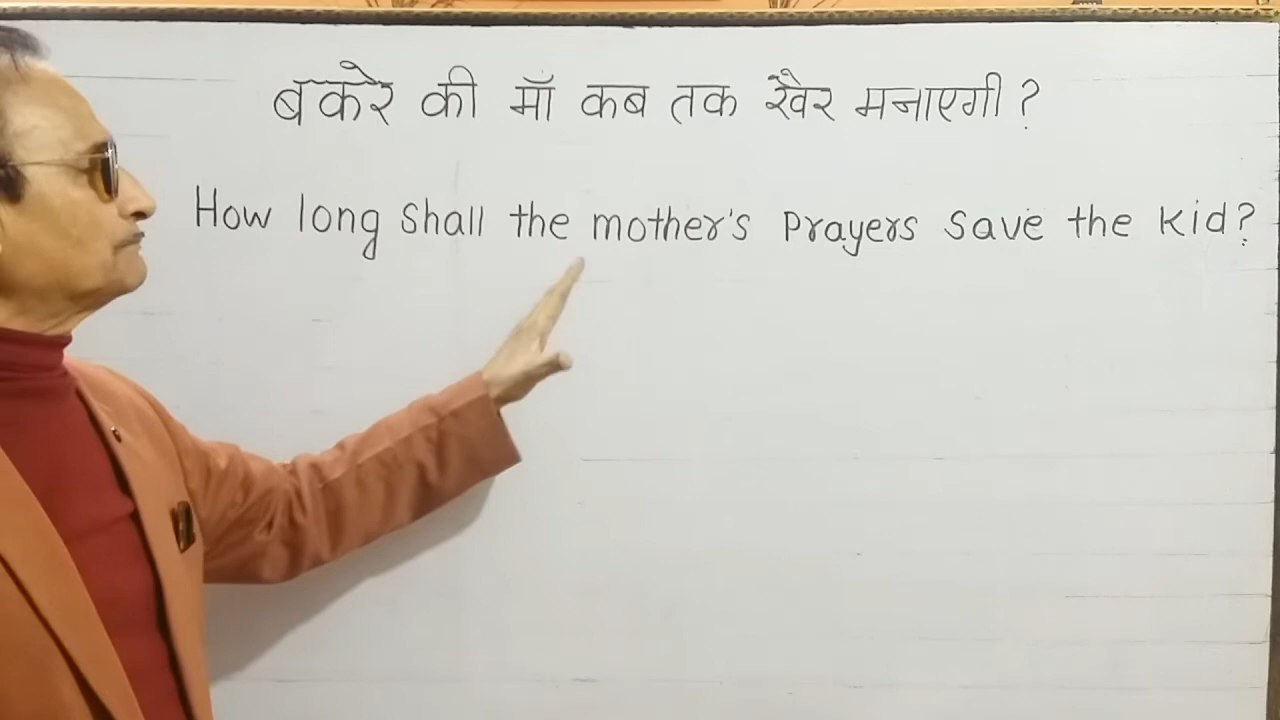 बकरे की माँ कब तक खैर मनाएगी?
How long shall the mother's prayers save the kid?